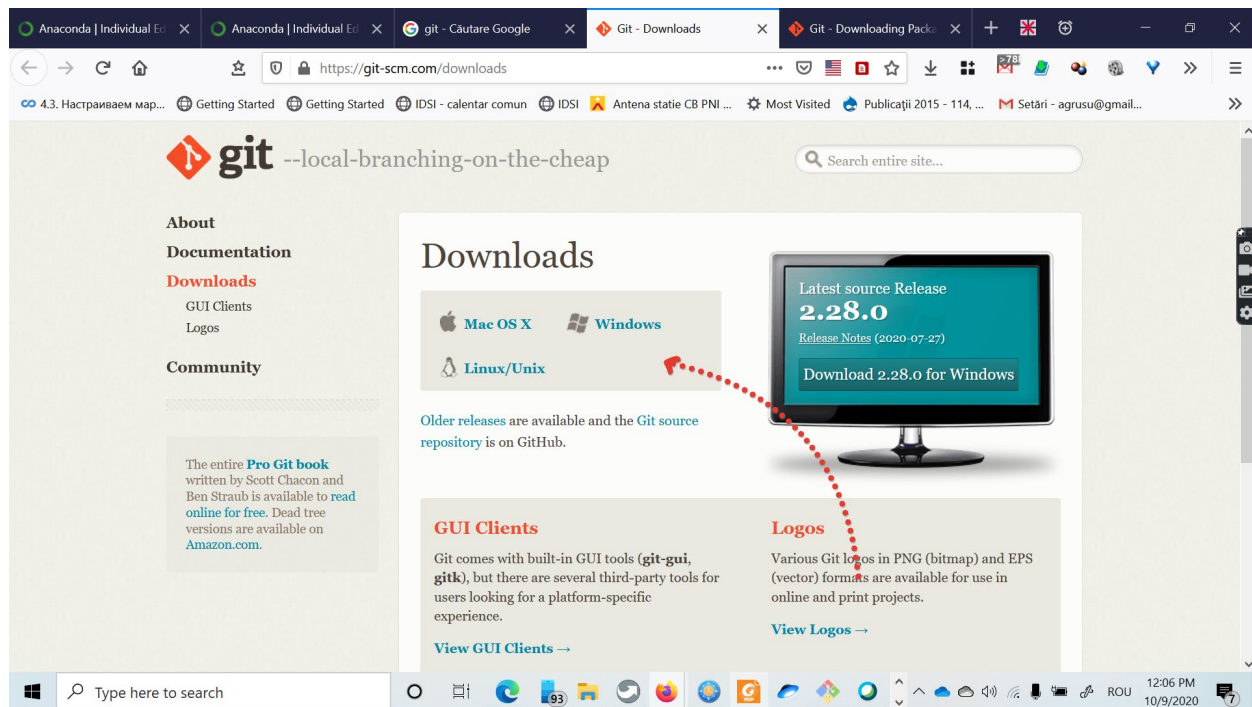 Anaconda | Individual Ed
Anaconda | Individual Ed
git - Căutare Google
Git - Downloads
Git - Downloading Packa
https://git-scm.com/downloads
>78
4.3. Настраиваем мар...
Getting Started
Getting Started
IDSI - calentar comun
IDSI
Antena statie CB PNI ...
Most Visited
Publicaţii 2015 - 114, ...
Setări - agrusu@gmail...
git --local-branching-on-the-cheap
Search entire site...
About
Documentation
Downloads
GUI Clients
Logos
Community
The entire Pro Git book
written by Scott Chacon and
Ben Straub is available to read
online for free. Dead tree
versions are available on
Amazon.com.
Downloads
Mac OS X
Windows
Linux/Unix
Older releases are available and the Git source
repository is on GitHub.
Latest source Release
2.28.0
Release Notes (2020-07-27)
Download 2.28.0 for Windows
GUI Clients
Git comes with built-in GUI tools (git-gui,
gitk), but there are several third-party tools for
users looking for a platform-specific
experience.
View GUI Clients →
Logos
Various Git logos in PNG (bitmap) and EPS
(vector) formats are available for use in
online and print projects.
View Logos →
Type here to search
93
ROU
12:06 PM
10/9/2020
7